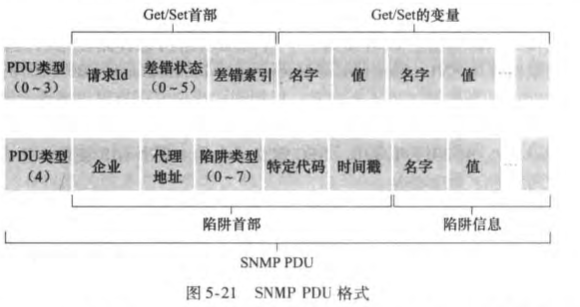 Get/Set首部 Get/Set的变量
PDU类型 (0~3) 请求Id 差错状态 (0~5) 差错索引 名字 值 名字 值 ...
PDU类型 (4) 企业 代理地址 陷阱类型 (0~7) 特定代码 时间戳 名字 值 ...
陷阱首部 陷阱信息
SNMP PDU
图 5-21 SNMP PDU 格式